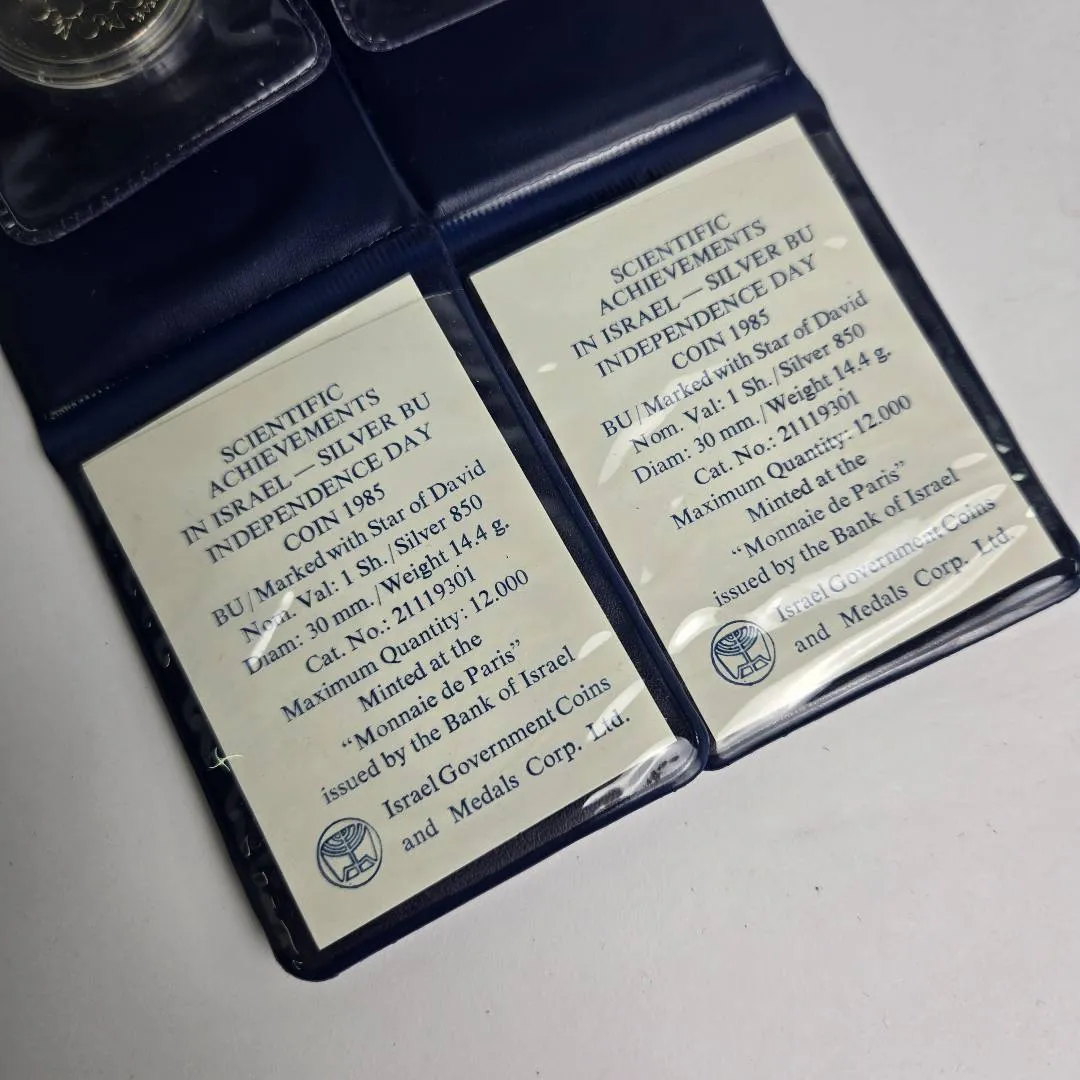 SCIENTIFIC
ACHIEVEMENTS
IN ISRAEL — SILVER BU
INDEPENDENCE DAY
COIN 1985
BU/Marked with Star of David
Nom. Val: 1 Sh./Silver 850
Diam: 30 mm./Weight 14.4 g.
Cat. No.: 21119301
Maximum Quantity: 12.000
Minted at the
“Monnaie de Paris”
issued by the Bank of Israel
Israel Government Coins
and Medals Corp. Ltd.
SCIENTIFIC
ACHIEVEMENTS
IN ISRAEL — SILVER BU
INDEPENDENCE DAY
COIN 1985
BU/Marked with Star of David
Nom. Val: 1 Sh./Silver 850
Diam: 30 mm./Weight 14.4 g.
Cat. No.: 21119301
Maximum Quantity: 12.000
Minted at the
“Monnaie de Paris”
issued by the Bank of Israel
Israel Government Coins
and Medals Corp. Ltd.